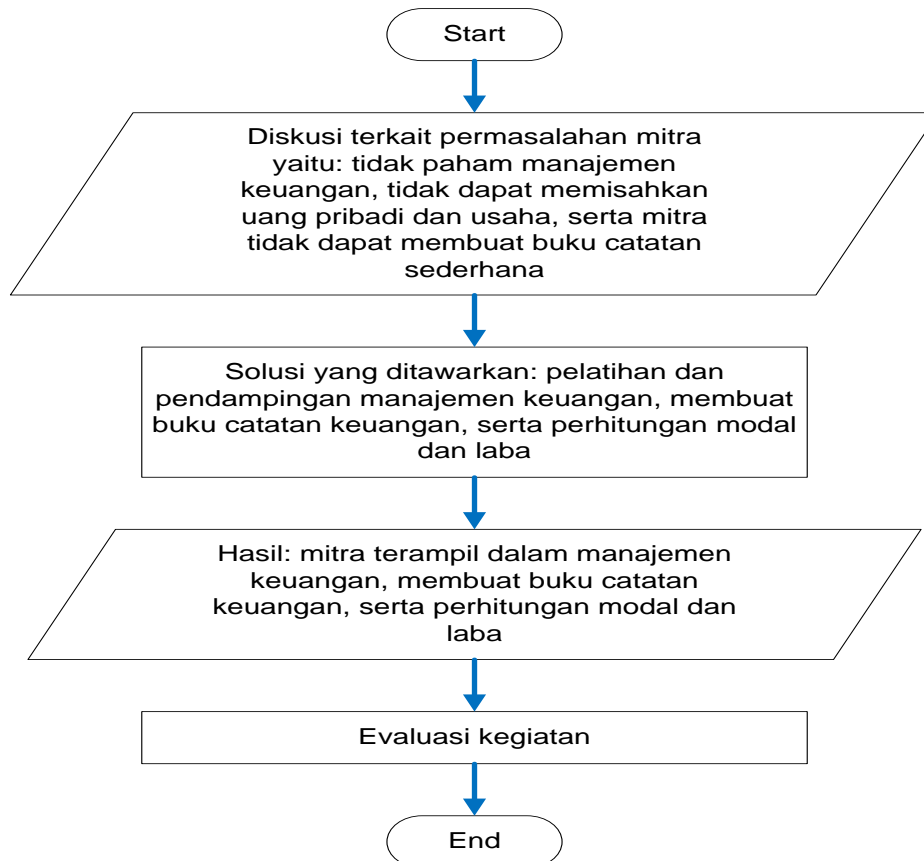 Start
Diskusi terkait permasalahan mitra
yaitu: tidak paham manajemen
keuangan, tidak dapat memisahkan
uang pribadi dan usaha, serta mitra
tidak dapat membuat buku catatan
sederhana
Solusi yang ditawarkan: pelatihan dan
pendampingan manajemen keuangan, membuat
buku catatan keuangan, serta perhitungan modal
dan laba
Hasil: mitra terampil dalam manajemen
keuangan, membuat buku catatan
keuangan, serta perhitungan modal dan
laba
Evaluasi kegiatan
End